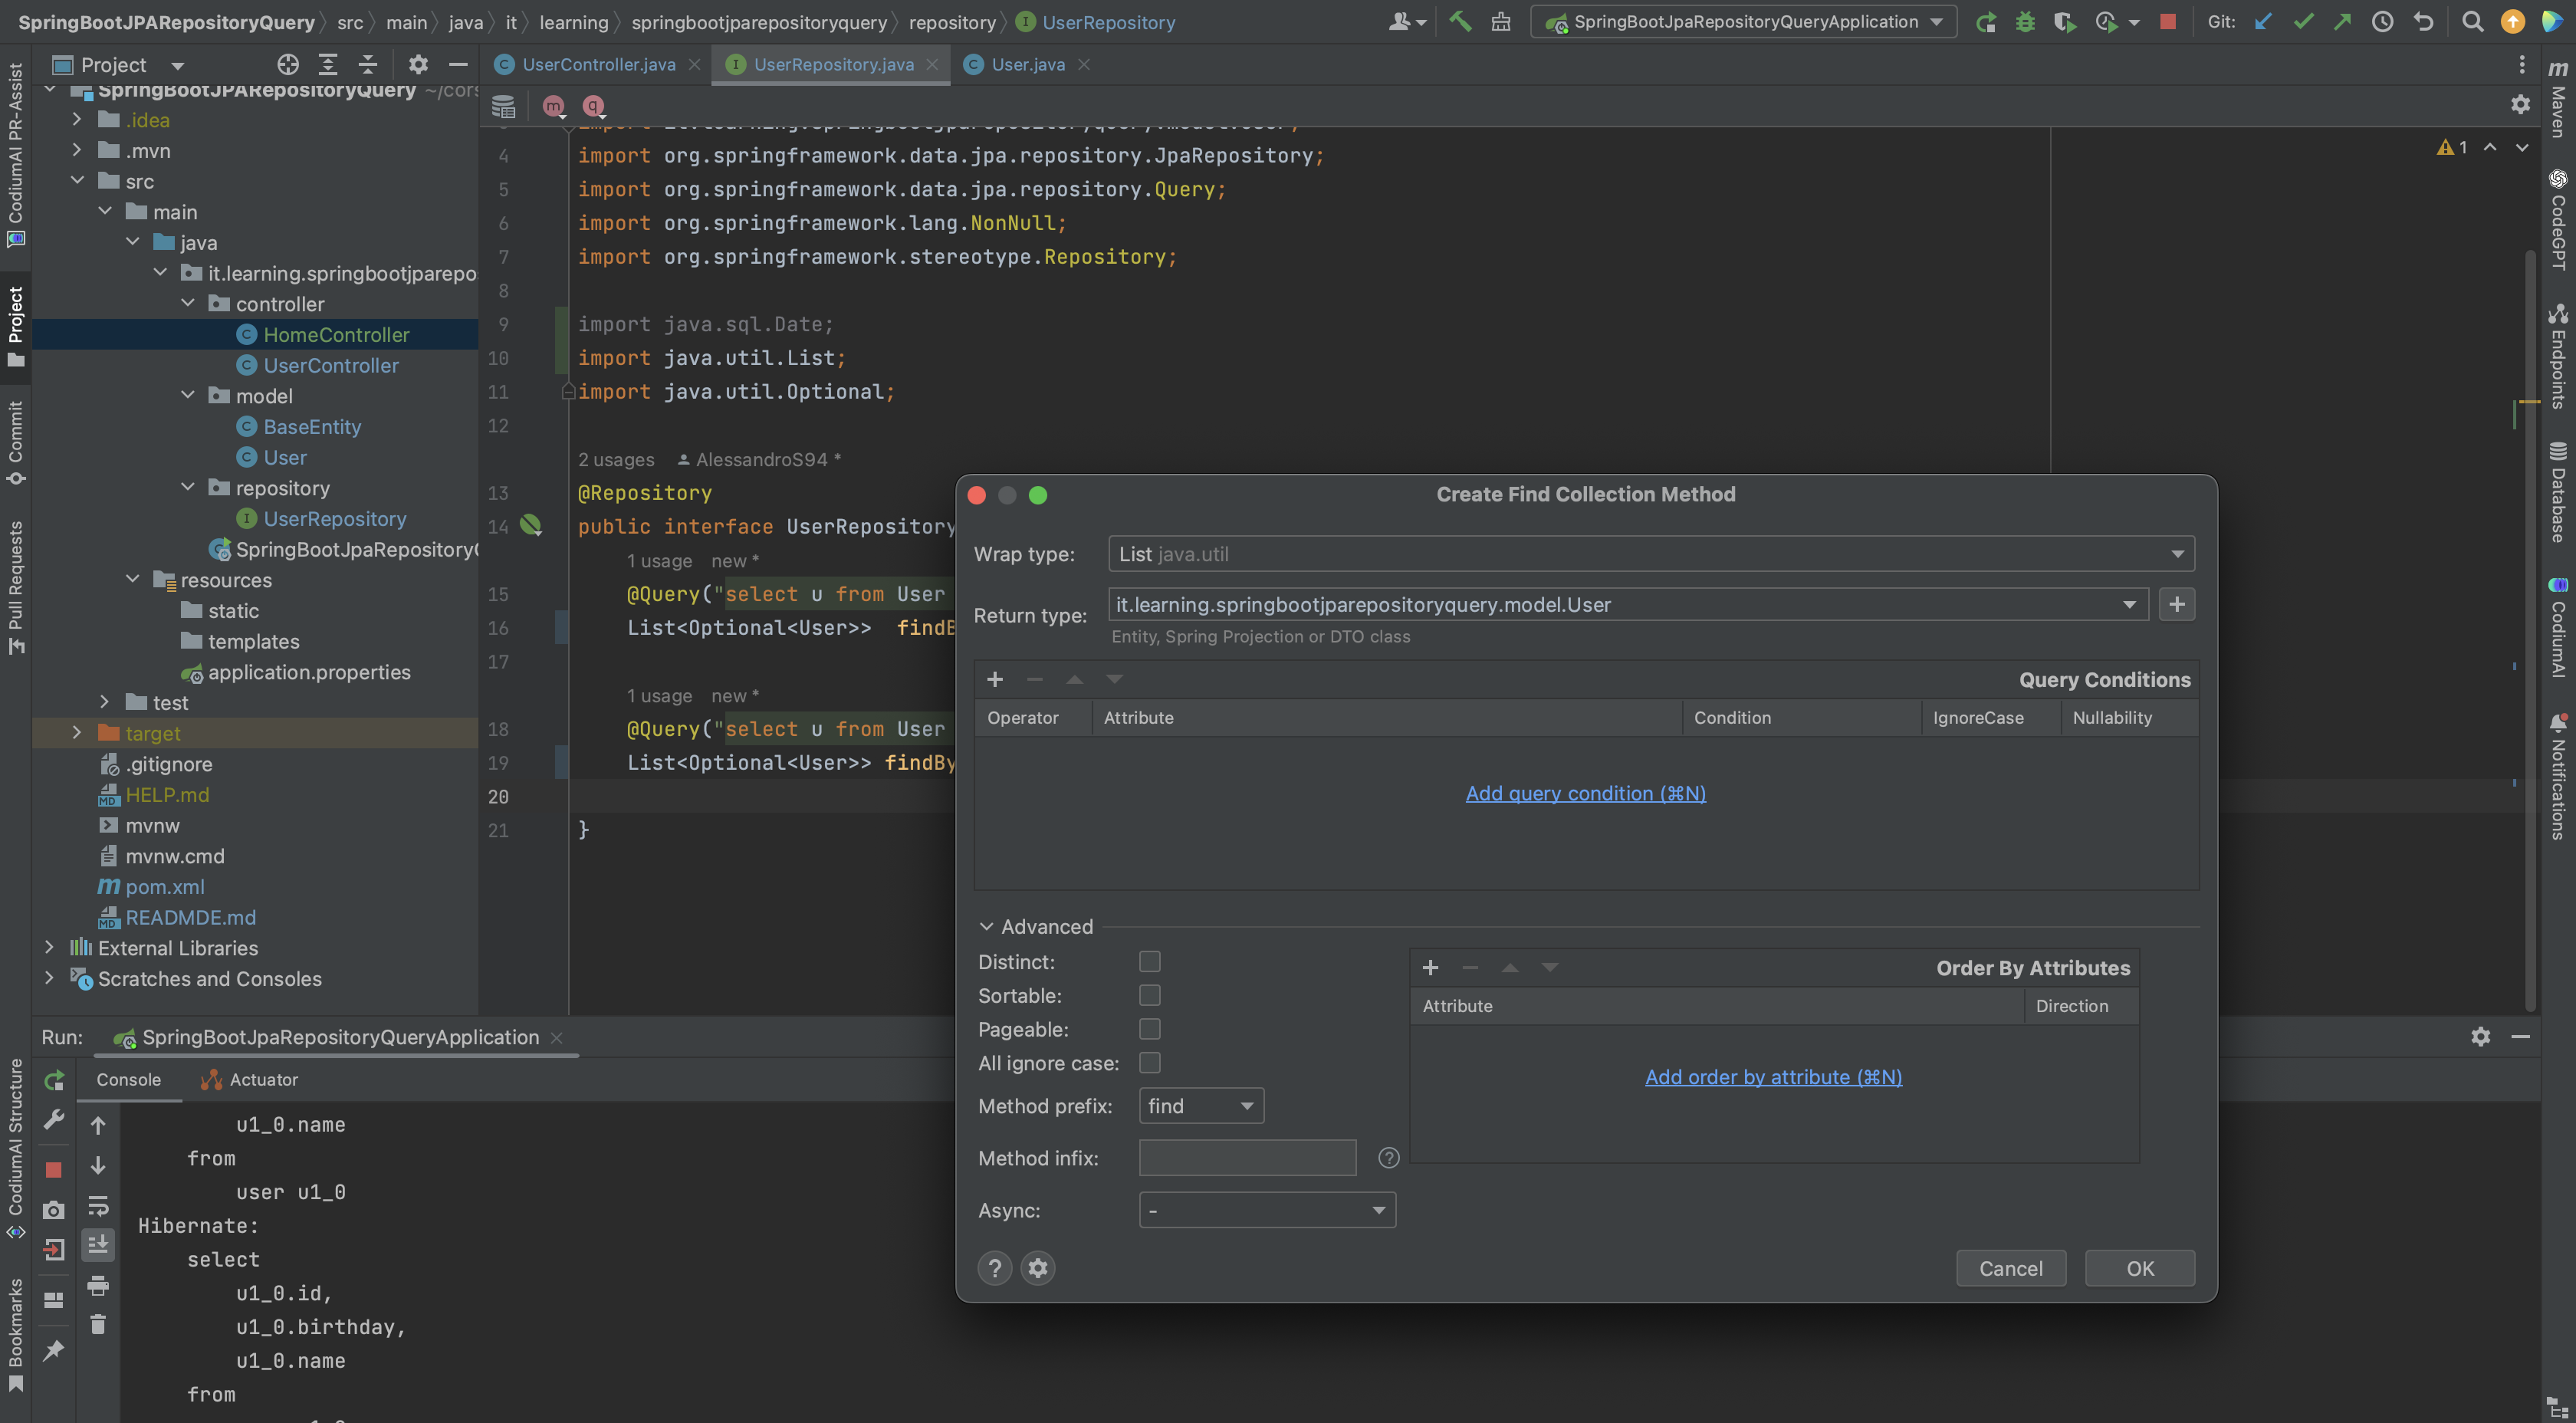 SpringBootJPARepositoryQuery src main java it learning springbootjparepositoryquery repository UserRepository
SpringBootJpaRepositoryQueryApplication
Git:
Project
UserController.java
UserRepository.java
User.java
SpringBootJPARepositoryQuery
.idea
.mvn
src
main
java
it.learning.springbootjparepo
controller
HomeController
UserController
model
BaseEntity
User
repository
UserRepository
SpringBootJpaRepository
resources
static
templates
application.properties
test
target
.gitignore
HELP.md
mvnw
mvnw.cmd
pom.xml
READMDE.md
External Libraries
Scratches and Consoles
CodiumAI PR-Assist
Project
Commit
Pull Requests
CodiumAI Structure
Bookmarks
4 import org.springframework.data.jpa.repository.JpaRepository;
5 import org.springframework.data.jpa.repository.Query;
6 import org.springframework.lang.NonNull;
7 import org.springframework.stereotype.Repository;
8
9 import java.sql.Date;
10 import java.util.List;
11 import java.util.Optional;
12
2 usages AlessandroS94 *
13 @Repository
14 public interface UserRepository
1 usage new *
15 @Query("select u from User
16 List<Optional<User>> findB
17
1 usage new *
18 @Query("select u from User
19 List<Optional<User>> findBy
20
21 }
1
Maven
CodeGPT
Endpoints
Database
CodiumAI
Notifications
Create Find Collection Method
Wrap type: List java.util
Return type: it.learning.springbootjparepositoryquery.model.User
Entity, Spring Projection or DTO class
Query Conditions
Operator Attribute Condition IgnoreCase Nullability
Add query condition (⌘N)
Advanced
Distinct:
Sortable:
Pageable:
All ignore case:
Method prefix: find
Method infix:
Async: -
Order By Attributes
Attribute Direction
Add order by attribute (⌘N)
Cancel OK
Run: SpringBootJpaRepositoryQueryApplication
Console Actuator
u1_0.name
from
user u1_0
Hibernate:
select
u1_0.id,
u1_0.birthday,
u1_0.name
from